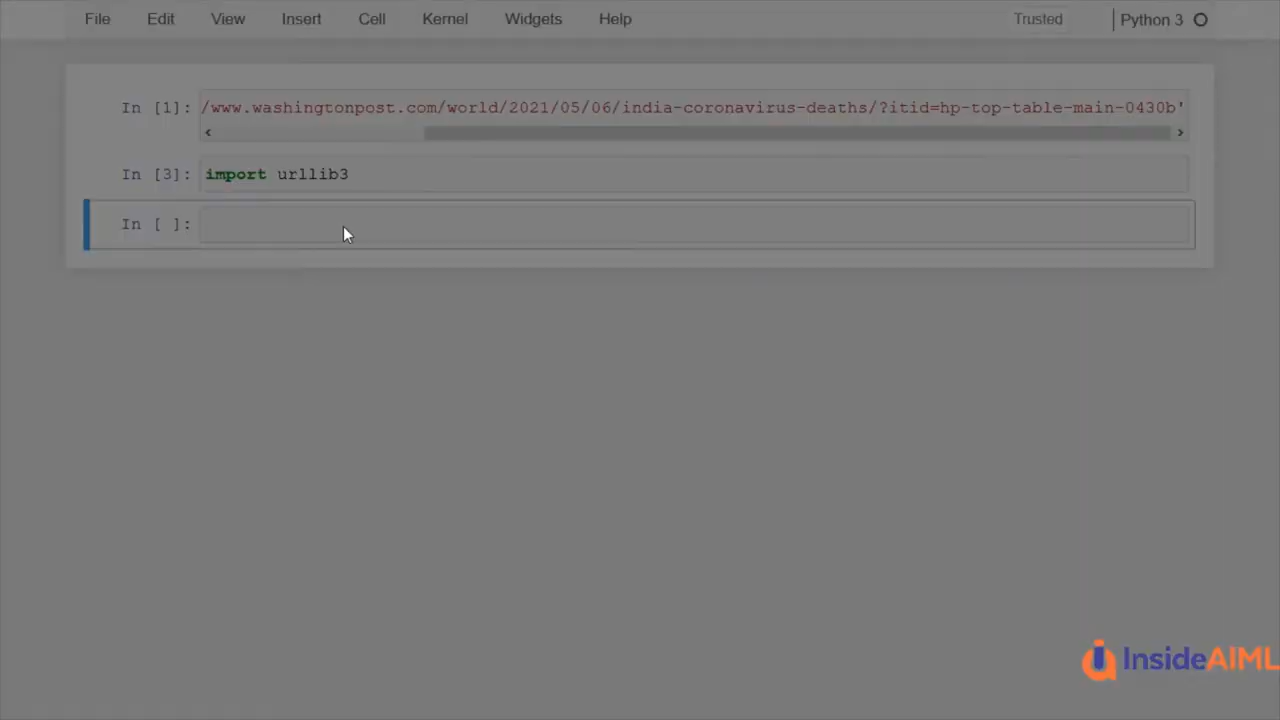 File Edit View Insert Cell Kernel Widgets Help Trusted Python 3
In [1]: /www.washingtonpost.com/world/2021/05/06/india-coronavirus-deaths/?itid=hp-top-table-main-0430b'
In [3]: import urllib3
In [ ]:
InsideAIML